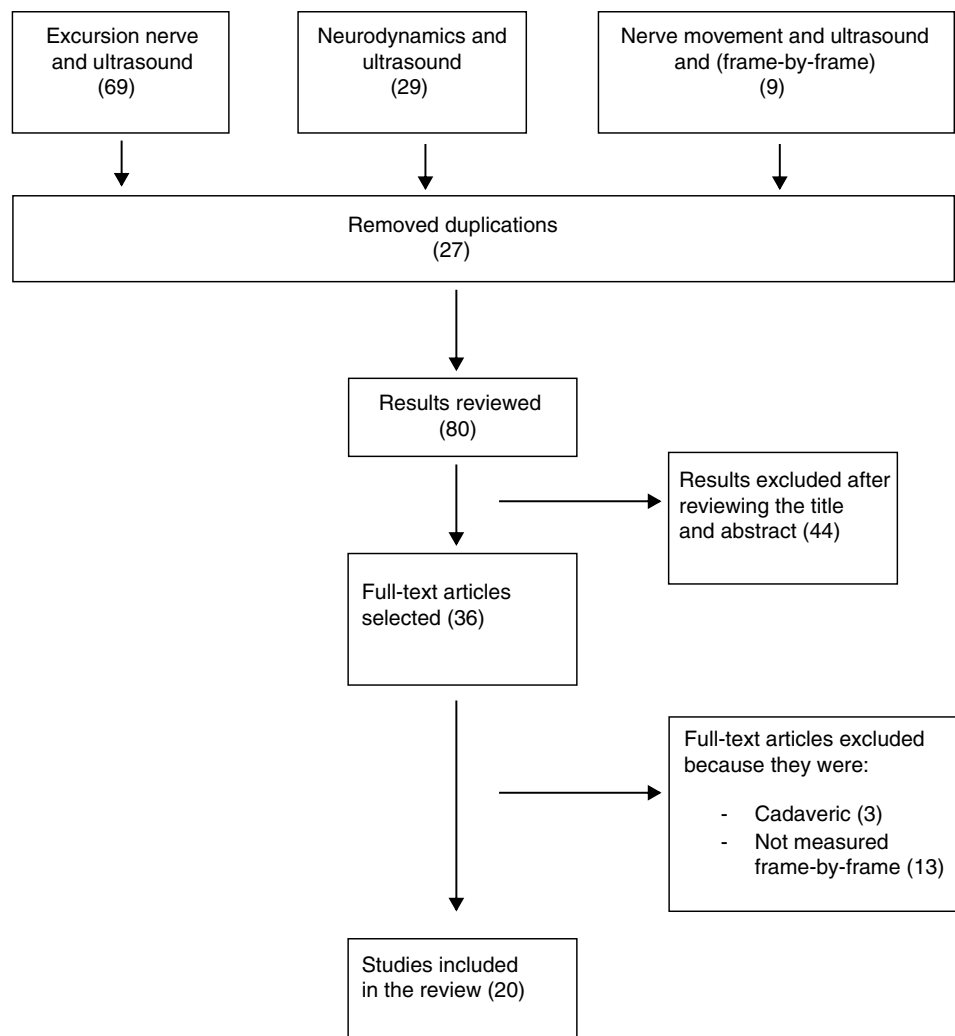 Excursion nerve
and ultrasound
(69)
Neurodynamics and
ultrasound
(29)
Nerve movement and ultrasound
and (frame-by-frame)
(9)
Removed duplications
(27)
Results reviewed
(80)
Results excluded after
reviewing the title
and abstract (44)
Full-text articles
selected (36)
Full-text articles excluded
because they were:
- Cadaveric (3)
- Not measured
frame-by-frame (13)
Studies included
in the review (20)